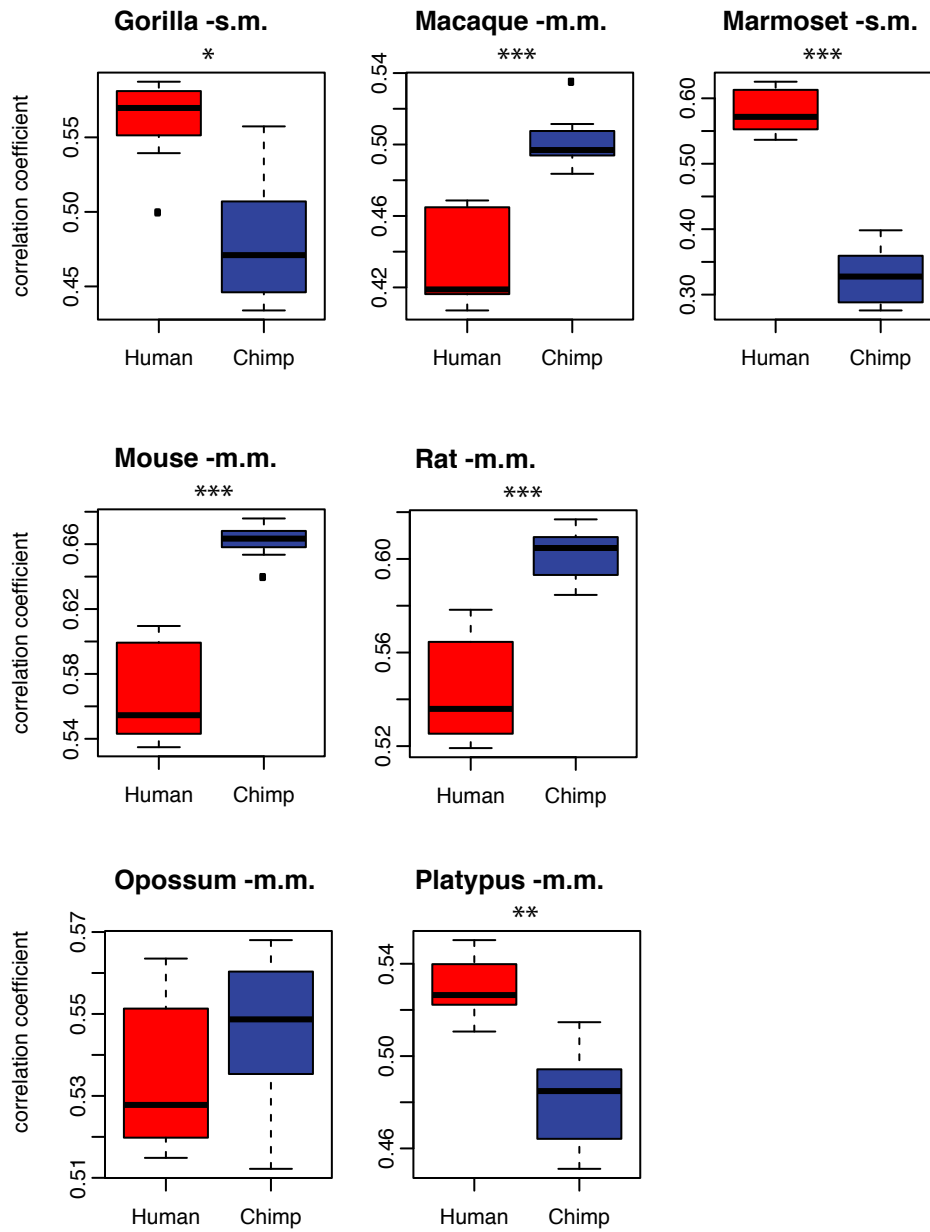 Gorilla -s.m.
*
correlation coefficient
0.55
0.50
0.45
Human
Chimp
Macaque -m.m.
***
0.54
0.50
0.46
0.42
Human
Chimp
Marmoset -s.m.
***
0.60
0.50
0.40
0.30
Human
Chimp
Mouse -m.m.
***
correlation coefficient
0.66
0.62
0.58
0.54
Human
Chimp
Rat -m.m.
***
0.60
0.56
0.52
Human
Chimp
Opossum -m.m.
correlation coefficient
0.57
0.55
0.53
0.51
Human
Chimp
Platypus -m.m.
**
0.54
0.50
0.46
Human
Chimp